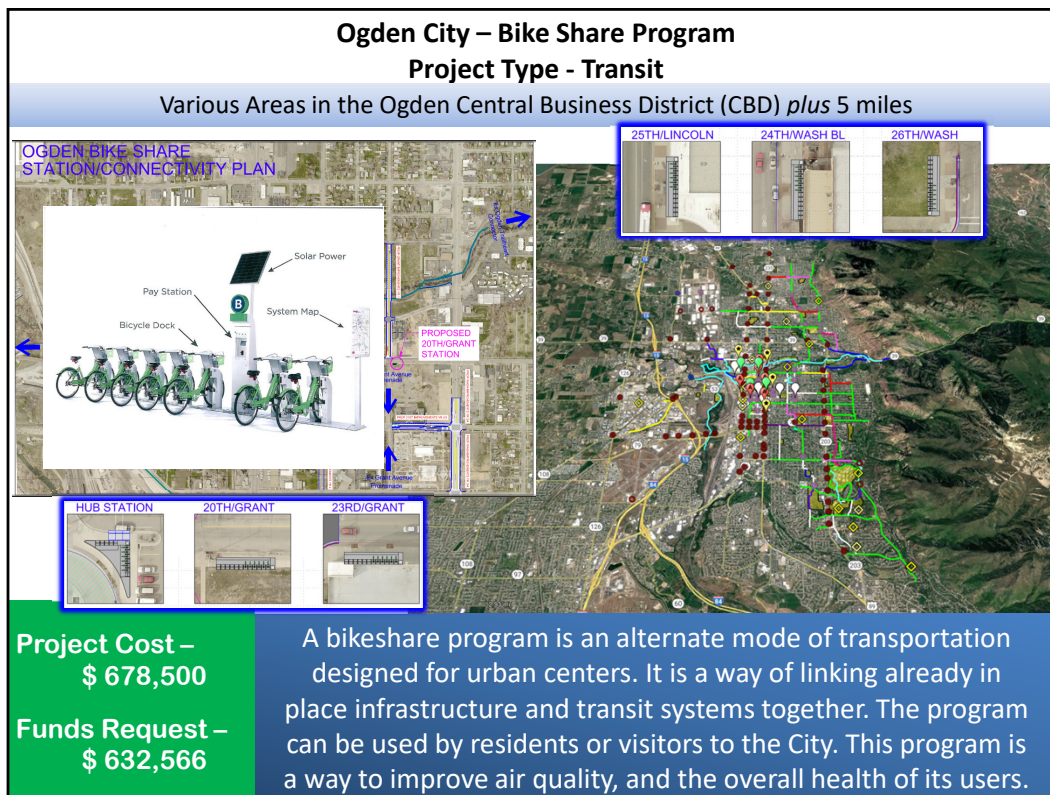 Ogden City – Bike Share Program
Project Type - Transit
Various Areas in the Ogden Central Business District (CBD) plus 5 miles
OGDEN BIKE SHARE
STATION/CONNECTIVITY PLAN
Solar Power
Pay Station
System Map
Bicycle Dock
B
PROPOSED
20TH/GRANT
STATION
25TH/LINCOLN
24TH/WASH BL
26TH/WASH
HUB STATION
20TH/GRANT
23RD/GRANT
Project Cost –
$ 678,500
Funds Request –
$ 632,566
A bikeshare program is an alternate mode of transportation
designed for urban centers. It is a way of linking already in
place infrastructure and transit systems together. The program
can be used by residents or visitors to the City. This program is
a way to improve air quality, and the overall health of its users.